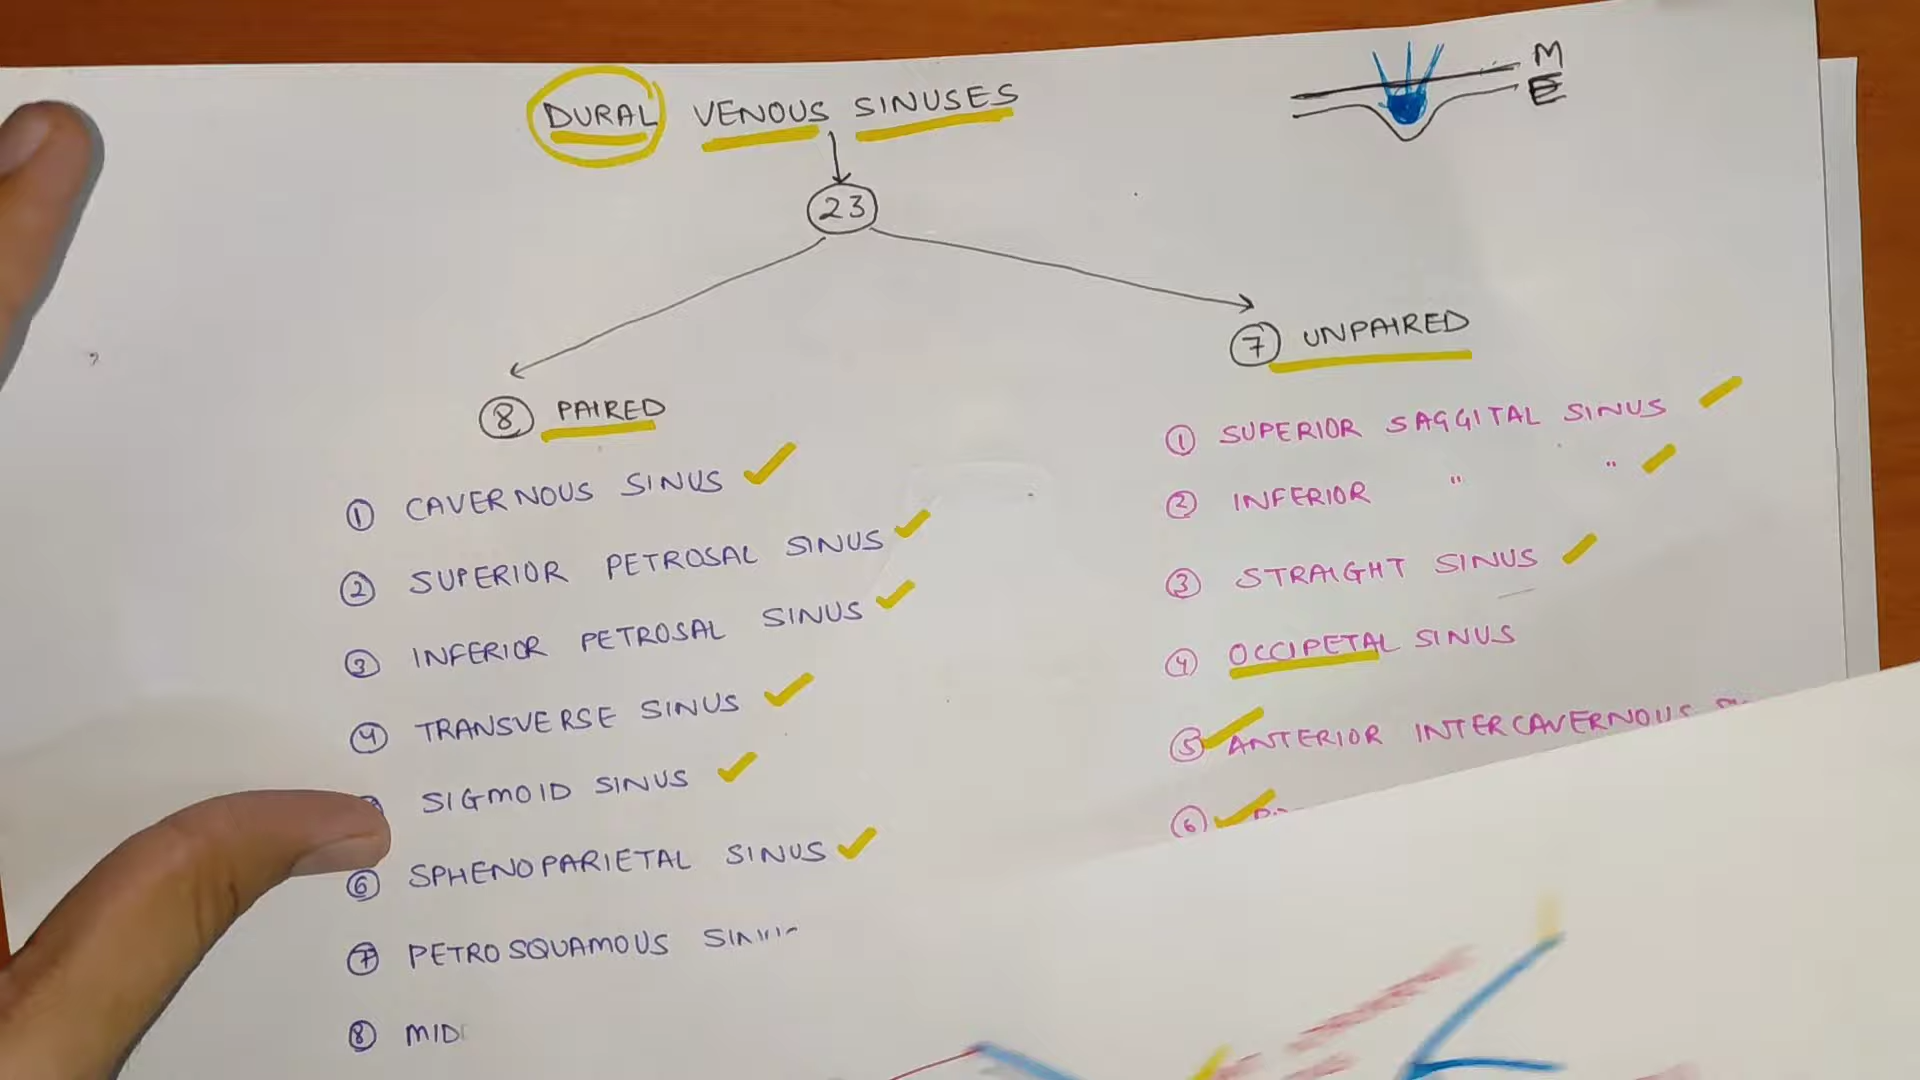 DURAL VENOUS SINUSES
M
E
23
8 PAIRED
1 CAVERNOUS SINUS
2 SUPERIOR PETROSAL SINUS
3 INFERIOR PETROSAL SINUS
4 TRANSVERSE SINUS
SIGMOID SINUS
6 SPHENOPARIETAL SINUS
7 PETROSQUAMOUS
8 MID
7 UNPAIRED
1 SUPERIOR SAGGITAL SINUS
2 INFERIOR " "
3 STRAIGHT SINUS
4 OCCIPETAL SINUS
5 ANTERIOR INTERCAVERNOUS
6